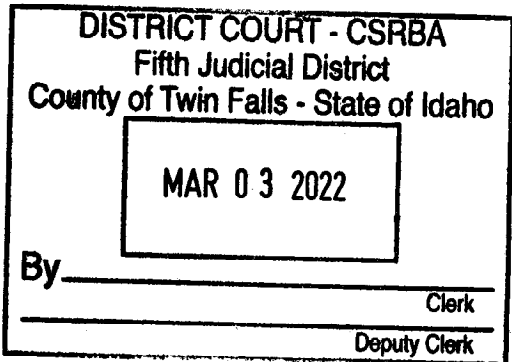 DISTRICT COURT - CSRBA
Fifth Judicial District
County of Twin Falls - State of Idaho
MAR 03 2022
By
Clerk
Deputy Clerk